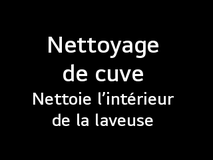 Nettoyage
de cuve
Nettoie l’intérieur
de la laveuse